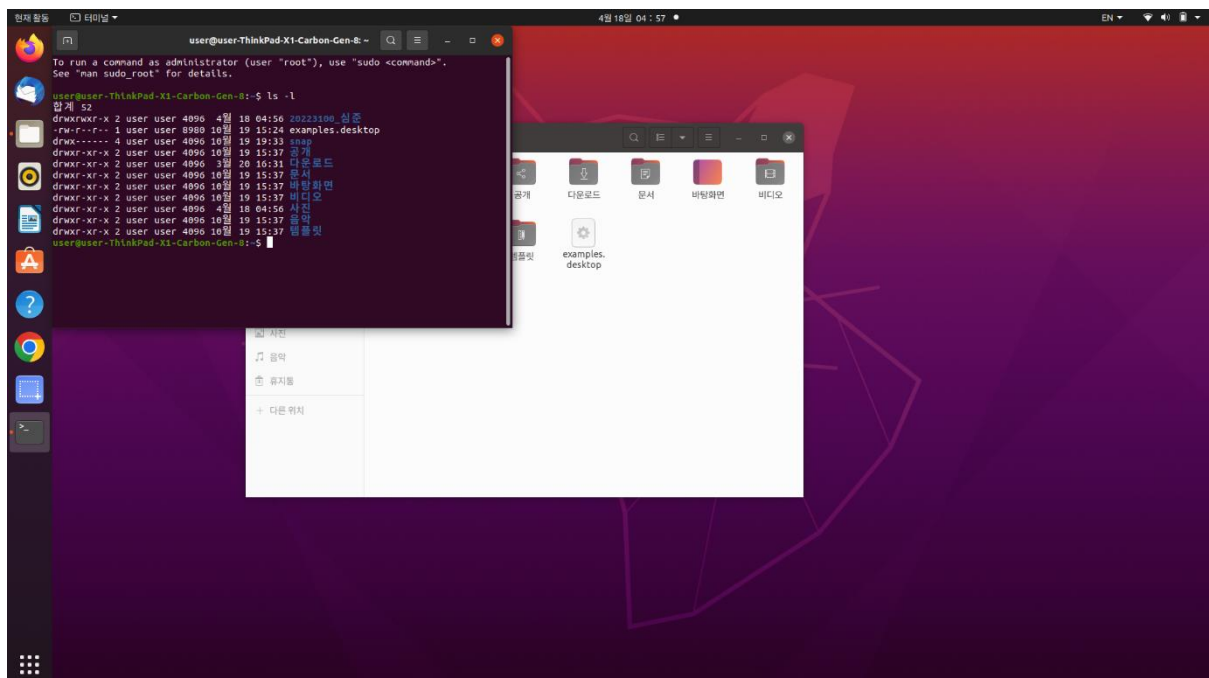 현재 활동
터미널
4월 18일 04 : 57
EN
user@user-ThinkPad-X1-Carbon-Gen-8: ~
To run a command as administrator (user "root"), use "sudo <command>".
See "man sudo_root" for details.
user@user-ThinkPad-X1-Carbon-Gen-8:~$ ls -l
합계 52
drwxrwxr-x 2 user user 4096 4월 18 04:56 20223100_심준
-rw-r--r-- 1 user user 8980 10월 19 15:24 examples.desktop
drwx------ 4 user user 4096 10월 19 19:33 snap
drwxr-xr-x 2 user user 4096 10월 19 15:37 공개
drwxr-xr-x 2 user user 4096 3월 20 16:31 다운로드
drwxr-xr-x 2 user user 4096 10월 19 15:37 문서
drwxr-xr-x 2 user user 4096 10월 19 15:37 바탕화면
drwxr-xr-x 2 user user 4096 10월 19 15:37 비디오
drwxr-xr-x 2 user user 4096 4월 18 04:56 사진
drwxr-xr-x 2 user user 4096 10월 19 15:37 음악
drwxr-xr-x 2 user user 4096 10월 19 15:37 템플릿
user@user-ThinkPad-X1-Carbon-Gen-8:~$
공개
다운로드
문서
바탕화면
비디오
템플릿
examples.
desktop
사진
음악
휴지통
+ 다른 위치